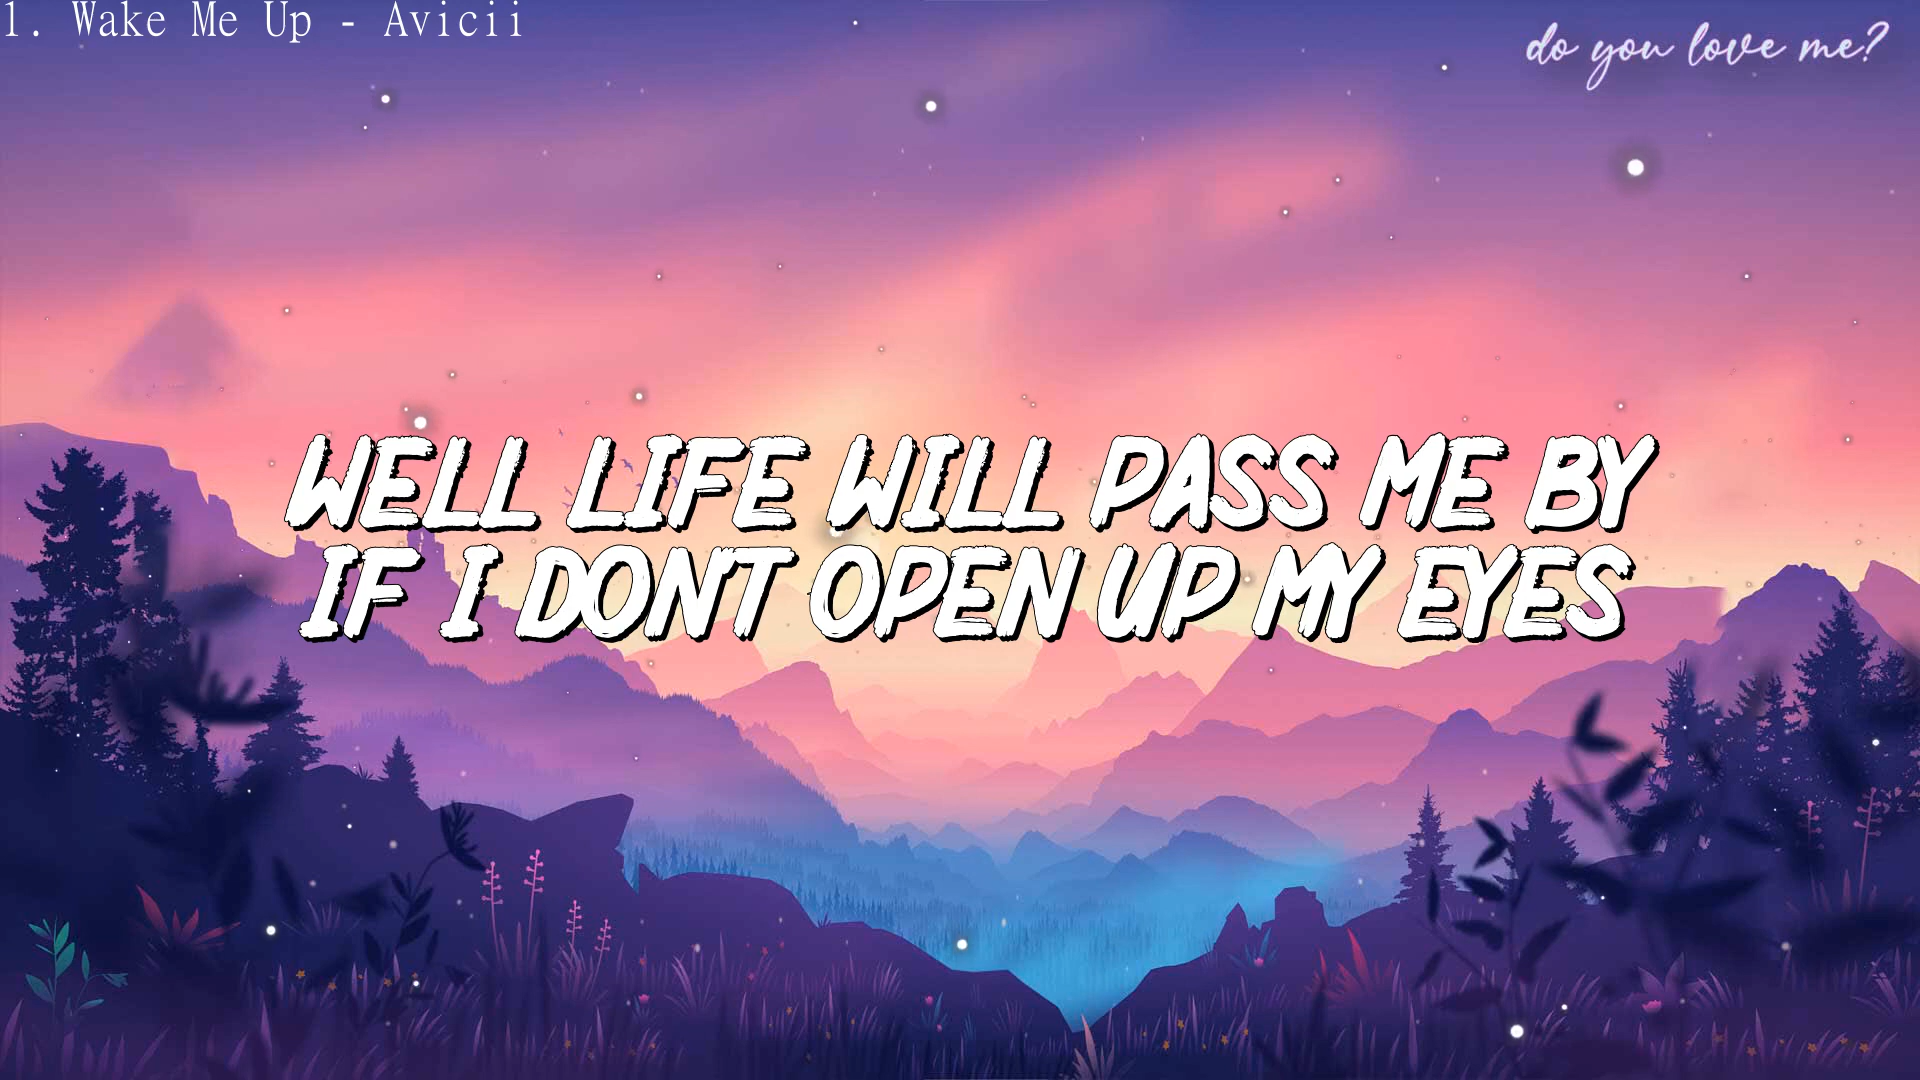 1. Wake Me Up - Avicii
do you love me?
WELL LIFE WILL PASS ME BY
IF I DON'T OPEN UP MY EYES